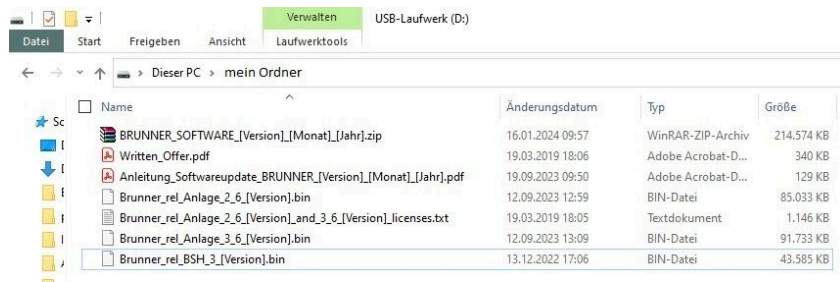 Verwalten USB-Laufwerk (D:)
Datei Start Freigeben Ansicht Laufwerktools
Dieser PC > mein Ordner
Name Änderungsdatum Typ Größe
BRUNNER_SOFTWARE_[Version]_[Monat]_[Jahr].zip 16.01.2024 09:57 WinRAR-ZIP-Archiv 214.574 KB
Written_Offer.pdf 19.03.2019 18:06 Adobe Acrobat-D... 340 KB
Anleitung_Softwareupdate_BRUNNER_[Version]_[Monat]_[Jahr].pdf 19.09.2023 09:50 Adobe Acrobat-D... 129 KB
Brunner_rel_Anlage_2_6_[Version].bin 12.09.2023 12:59 BIN-Datei 85.033 KB
Brunner_rel_Anlage_2_6_[Version]_and_3_6_[Version]_licenses.txt 19.03.2019 18:05 Textdokument 1.146 KB
Brunner_rel_Anlage_3_6_[Version].bin 12.09.2023 13:09 BIN-Datei 91.733 KB
Brunner_rel_BSH_3_[Version].bin 13.12.2022 17:06 BIN-Datei 43.585 KB